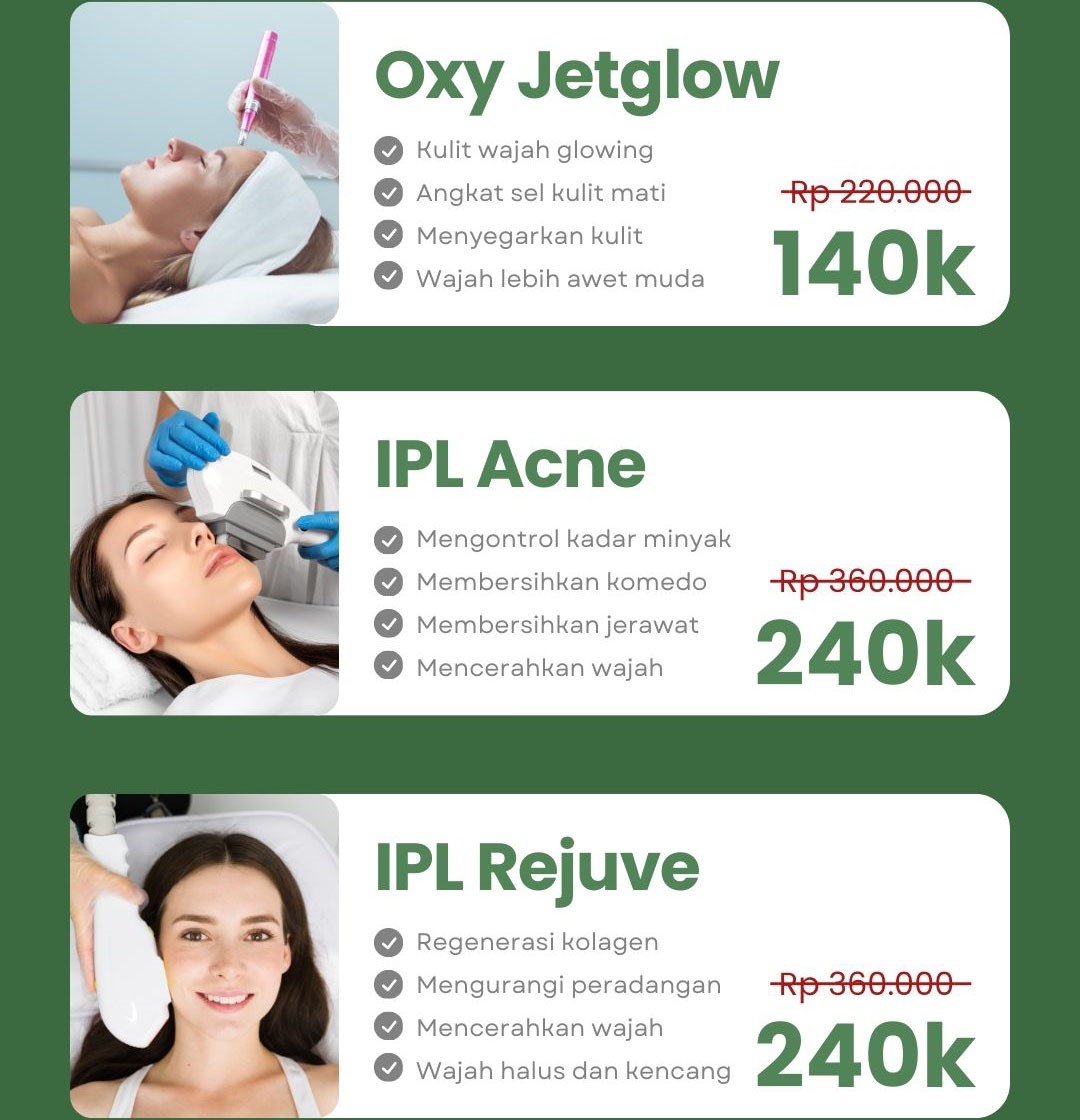 Oxy Jetglow
Kulit wajah glowing
Angkat sel kulit mati
Menyegarkan kulit
Wajah lebih awet muda
Rp 220.000
140k
IPL Acne
Mengontrol kadar minyak
Membersihkan komedo
Membersihkan jerawat
Mencerahkan wajah
Rp 360.000
240k
IPL Rejuve
Regenerasi kolagen
Mengurangi peradangan
Mencerahkan wajah
Wajah halus dan kencang
Rp 360.000
240k